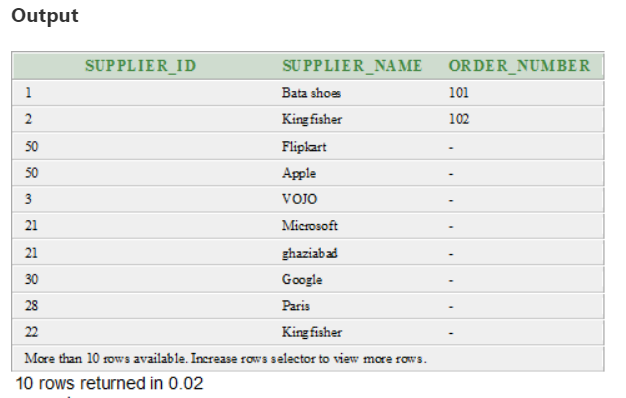 Output
SUPPLIER_ID SUPPLIER_NAME ORDER_NUMBER
1 Bata shoes 101
2 Kingfisher 102
50 Flipkart -
50 Apple -
3 VOJO -
21 Microsoft -
21 ghaziabad -
30 Google -
28 Paris -
22 Kingfisher -
More than 10 rows available. Increase rows selector to view more rows.
10 rows returned in 0.02